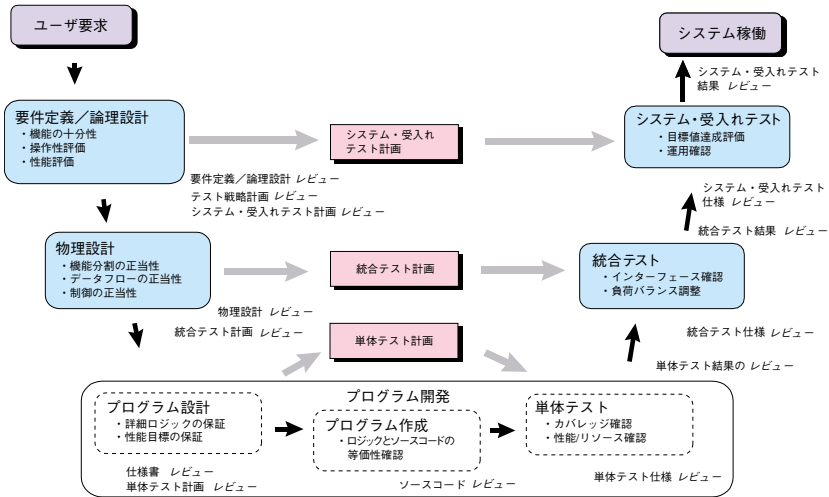 ユーザ要求
システム稼働
システム・受入れテスト
結果 レビュー
要件定義／論理設計
・機能の十分性
・操作性評価
・性能評価
システム・受入れ
テスト計画
システム・受入れテスト
・目標値達成評価
・運用確認
要件定義／論理設計 レビュー
テスト戦略計画 レビュー
システム・受入れテスト計画 レビュー
システム・受入れテスト
仕様 レビュー
統合テスト結果 レビュー
物理設計
・機能分割の正当性
・データフローの正当性
・制御の正当性
統合テスト計画
統合テスト
・インターフェース確認
・負荷バランス調整
物理設計 レビュー
統合テスト計画 レビュー
単体テスト計画
統合テスト仕様 レビュー
単体テスト結果の レビュー
プログラム開発
プログラム設計
・詳細ロジックの保証
・性能目標の保証
プログラム作成
・ロジックとソースコードの
等価性確認
単体テスト
・カバレッジ確認
・性能/リソース確認
仕様書 レビュー
単体テスト計画 レビュー
ソースコード レビュー
単体テスト仕様 レビュー